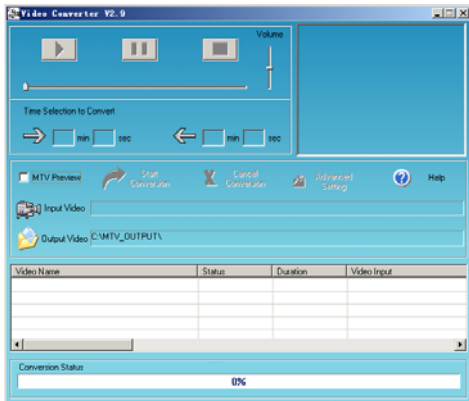 Video Converter V2.9
Volume
Time Selection to Convert
min sec min sec
MTV Preview Start Conversion Cancel Conversion Advanced Setting Help
Input Video
Output Video C:\MTV_OUTPUT\
Video Name Status Duration Video Input
Conversion Status
0%